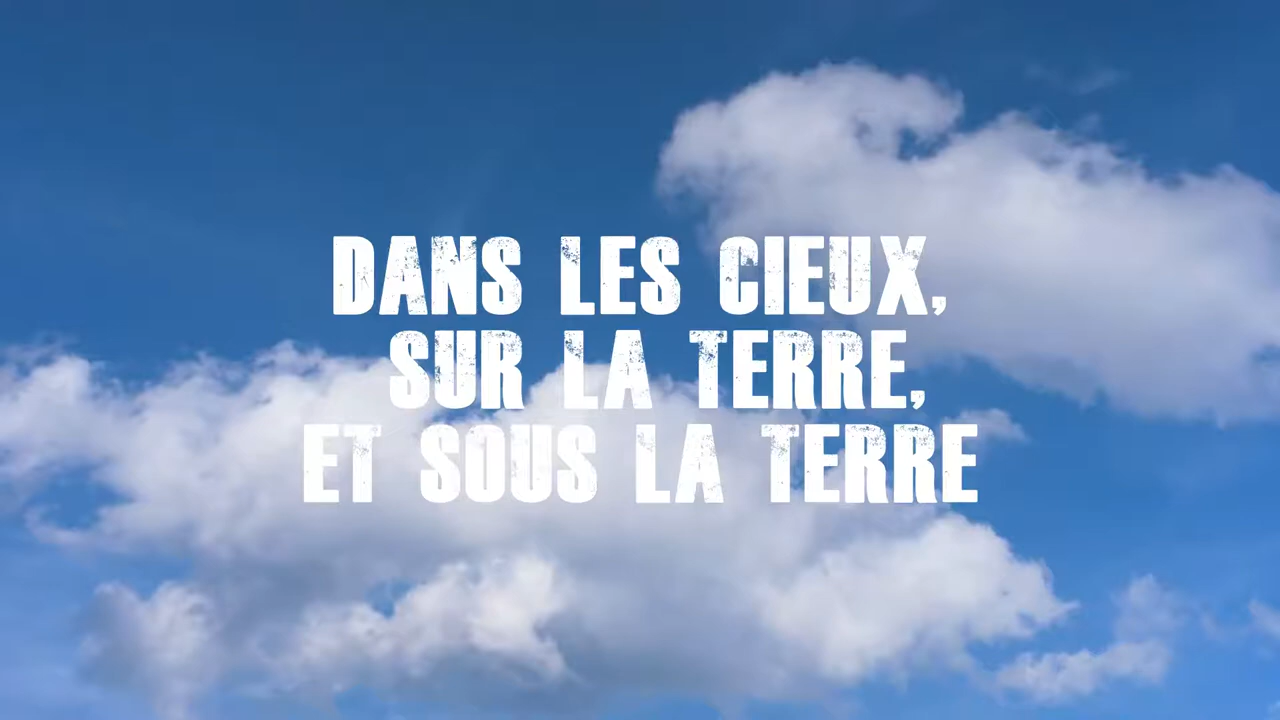 DANS LES CIEUX,
SUR LA TERRE,
ET SOUS LA TERRE